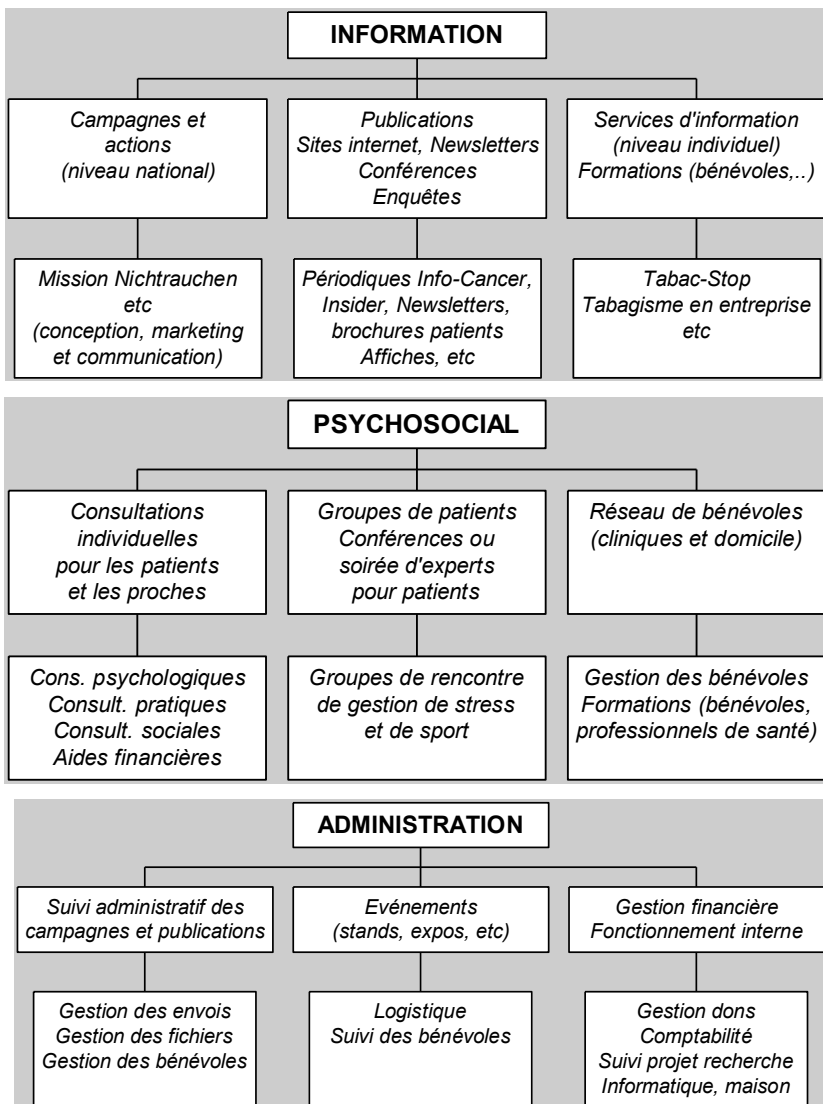 INFORMATION
Campagnes et
actions
(niveau national)
Publications
Sites internet, Newsletters
Conférences
Enquêtes
Services d'information
(niveau individuel)
Formations (bénévoles,..)
Mission Nichtrauchen
etc
(conception, marketing
et communication)
Périodiques Info-Cancer,
Insider, Newsletters,
brochures patients
Affiches, etc
Tabac-Stop
Tabagisme en entreprise
etc
PSYCHOSOCIAL
Consultations
individuelles
pour les patients
et les proches
Groupes de patients
Conférences ou
soirée d'experts
pour patients
Réseau de bénévoles
(cliniques et domicile)
Cons. psychologiques
Consult. pratiques
Consult. sociales
Aides financières
Groupes de rencontre
de gestion de stress
et de sport
Gestion des bénévoles
Formations (bénévoles,
professionnels de santé)
ADMINISTRATION
Suivi administratif des
campagnes et publications
Evénements
(stands, expos, etc)
Gestion financière
Fonctionnement interne
Gestion des envois
Gestion des fichiers
Gestion des bénévoles
Logistique
Suivi des bénévoles
Gestion dons
Comptabilité
Suivi projet recherche
Informatique, maison